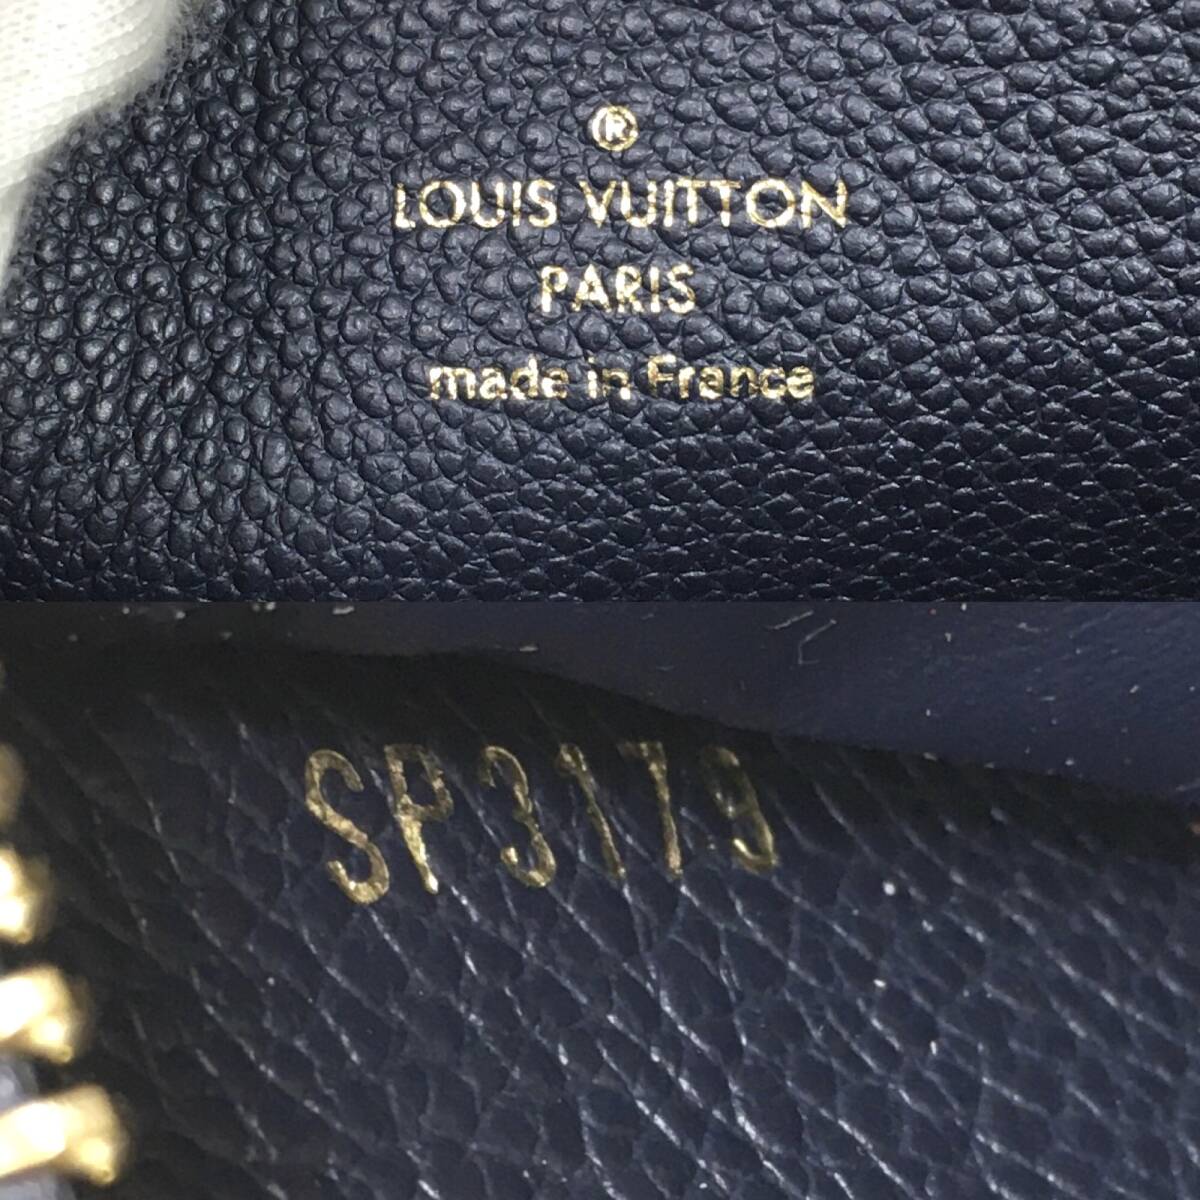 ®
LOUIS VUITTON
PARIS
made in France
SP3179